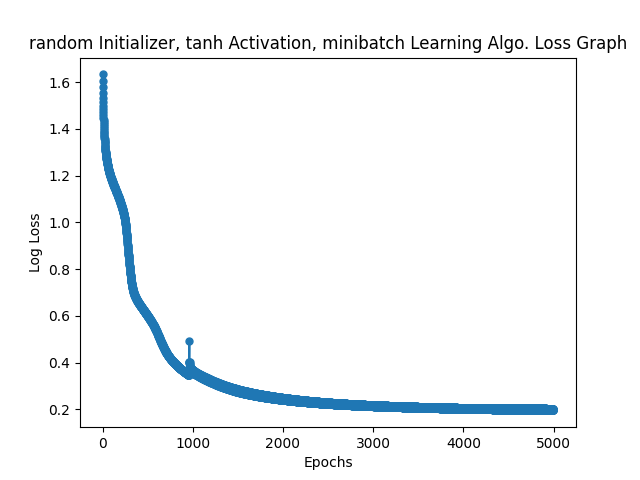 random Initializer, tanh Activation, minibatch Learning Algo. Loss Graph
1.6
1.4
1.2
1.0
0.8
0.6
0.4
0.2
Log Loss
0 1000 2000 3000 4000 5000
Epochs